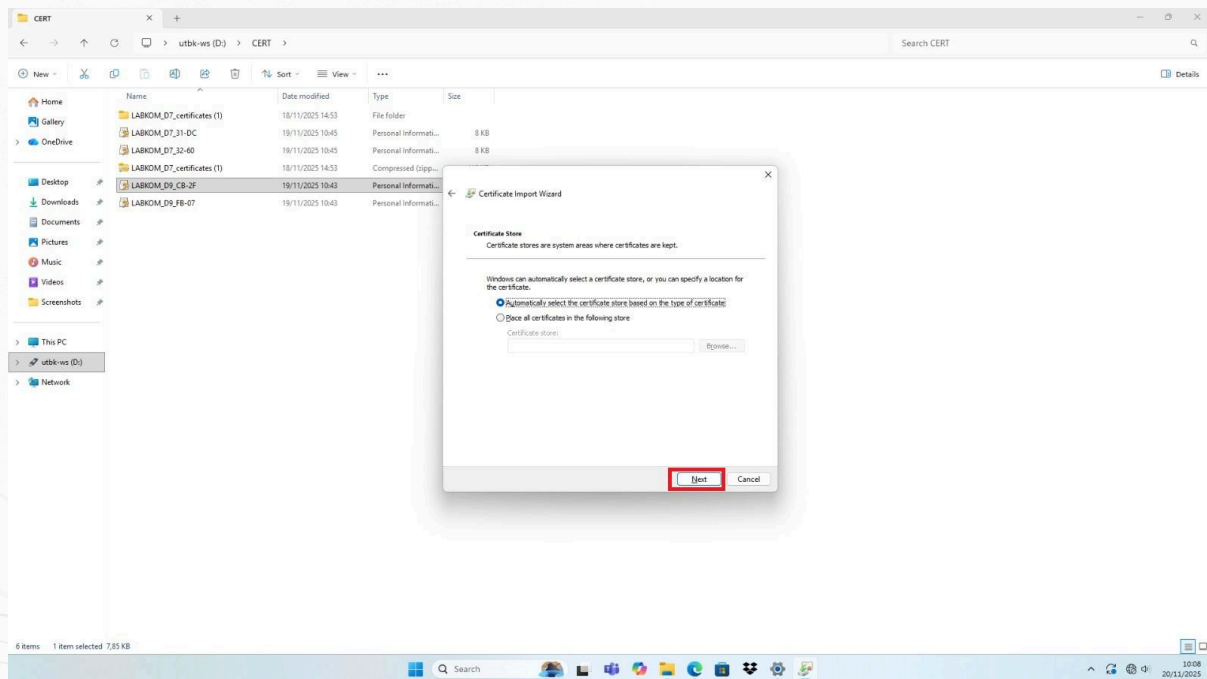 CERT
utbk-ws (D:) > CERT >
Search CERT
New
Sort
View
Details
Name Date modified Type Size
LABKOM_D7_certificates (1) 18/11/2025 14:53 File folder
LABKOM_D7_31-DC 19/11/2025 10:45 Personal Informati... 8 KB
LABKOM_D7_32-60 19/11/2025 10:45 Personal Informati... 8 KB
LABKOM_D7_certificates (1) 18/11/2025 14:53 Compressed (zipp...
LABKOM_D9_CB-2F 19/11/2025 10:43 Personal Informati...
LABKOM_D9_FB-07 19/11/2025 10:43 Personal Informati...
Home
Gallery
OneDrive
Desktop
Downloads
Documents
Pictures
Music
Videos
Screenshots
This PC
utbk-ws (D:)
Network
Certificate Import Wizard
Certificate Store
Certificate stores are system areas where certificates are kept.
Windows can automatically select a certificate store, or you can specify a location for
the certificate.
Automatically select the certificate store based on the type of certificate
Place all certificates in the following store
Certificate store:
Browse...
Next Cancel
6 items 1 item selected 7,85 KB
Search
10:08
20/11/2025